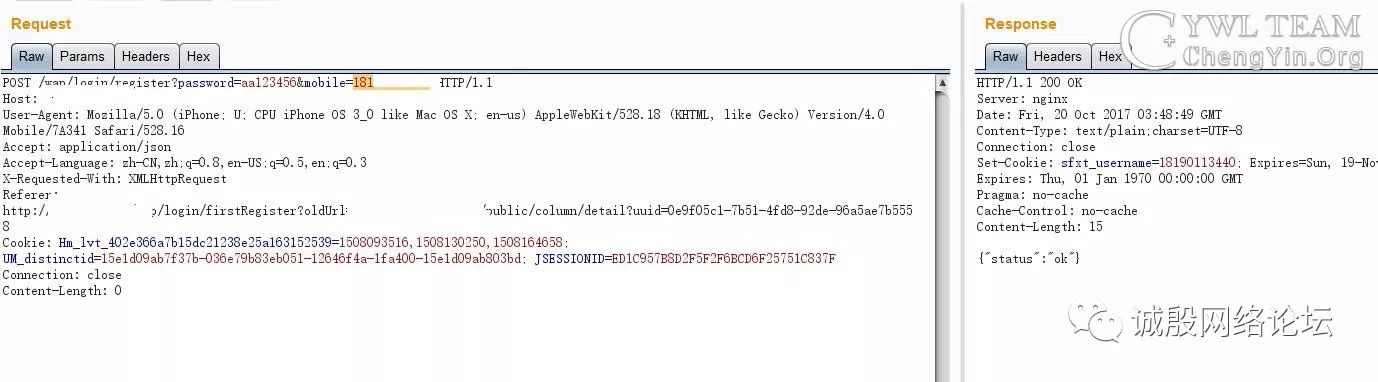 Request
Raw Params Headers Hex
POST /wap/login/register?password=aa123456&mobile=181 HTTP/1.1
Host:
User-Agent: Mozilla/5.0 (iPhone; U; CPU iPhone OS 3_0 like Mac OS X; en-us) AppleWebKit/528.18 (KHTML, like Gecko) Version/4.0
Mobile/7A341 Safari/528.16
Accept: application/json
Accept-Language: zh-CN,zh;q=0.8,en-US;q=0.5,en;q=0.3
X-Requested-With: XMLHttpRequest
Referer:
http:/ p/login/firstRegister?oldUrl public/column/detail?uuid=0e9f05c1-7b51-4fd8-92de-96a5ae7b555
8
Cookie: Hm_lvt_402e366a7b15dc21238e25a163152539=1508093516,1508130250,1508164658;
UM_distinctid=15e1d09ab7f37b-036e79b83eb051-12646f4a-1fa400-15e1d09ab803bd; JSESSIONID=ED1C957B8D2F5F2F6BCD6F25751C837F
Connection: close
Content-Length: 0
Response
Raw Headers Hex
HTTP/1.1 200 OK
Server: nginx
Date: Fri, 20 Oct 2017 03:48:49 GMT
Content-Type: text/plain;charset=UTF-8
Connection: close
Set-Cookie: sfxt_username=18190113440; Expires=Sun, 19-Nov
Expires: Thu, 01 Jan 1970 00:00:00 GMT
Pragma: no-cache
Cache-Control: no-cache
Content-Length: 15
{"status":"ok"}
CYWL TEAM
ChengYin.Org
诚殷网络论坛